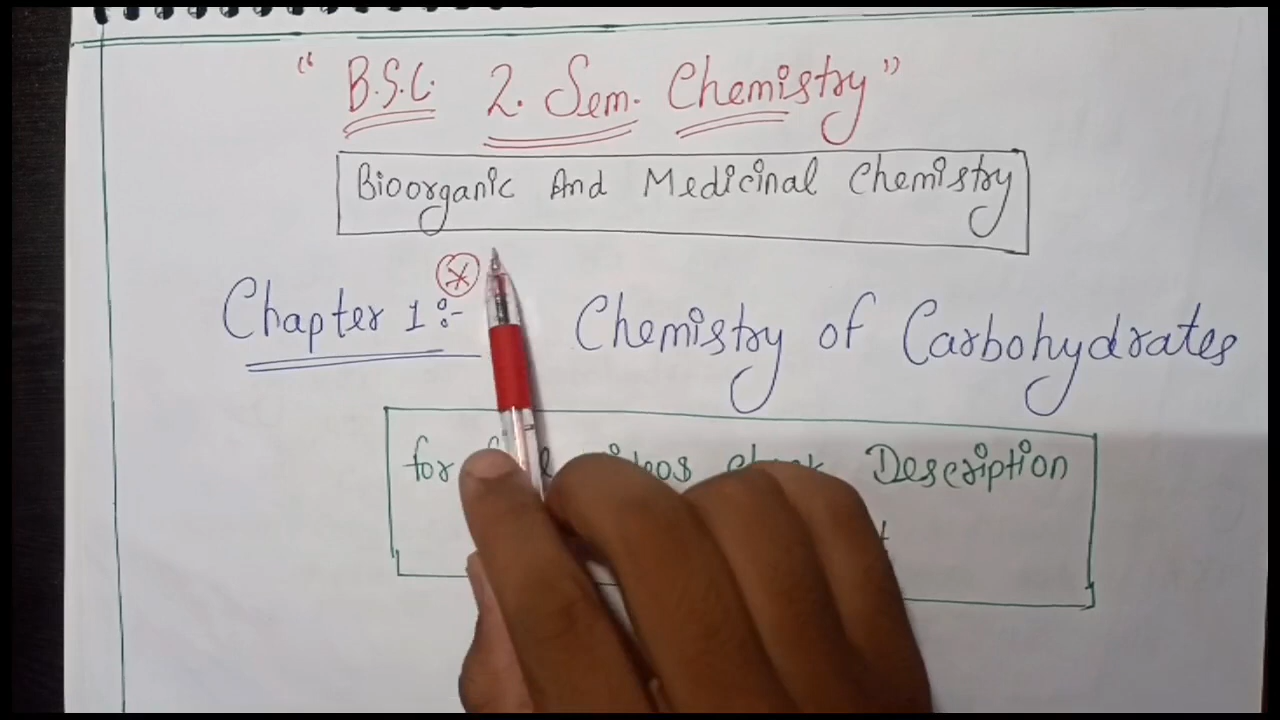 “ B.S.C. 2. Sem. Chemistry ”
Bioorganic And Medicinal Chemistry
Chapter 1 :- Chemistry of Carbohydrates
for Description